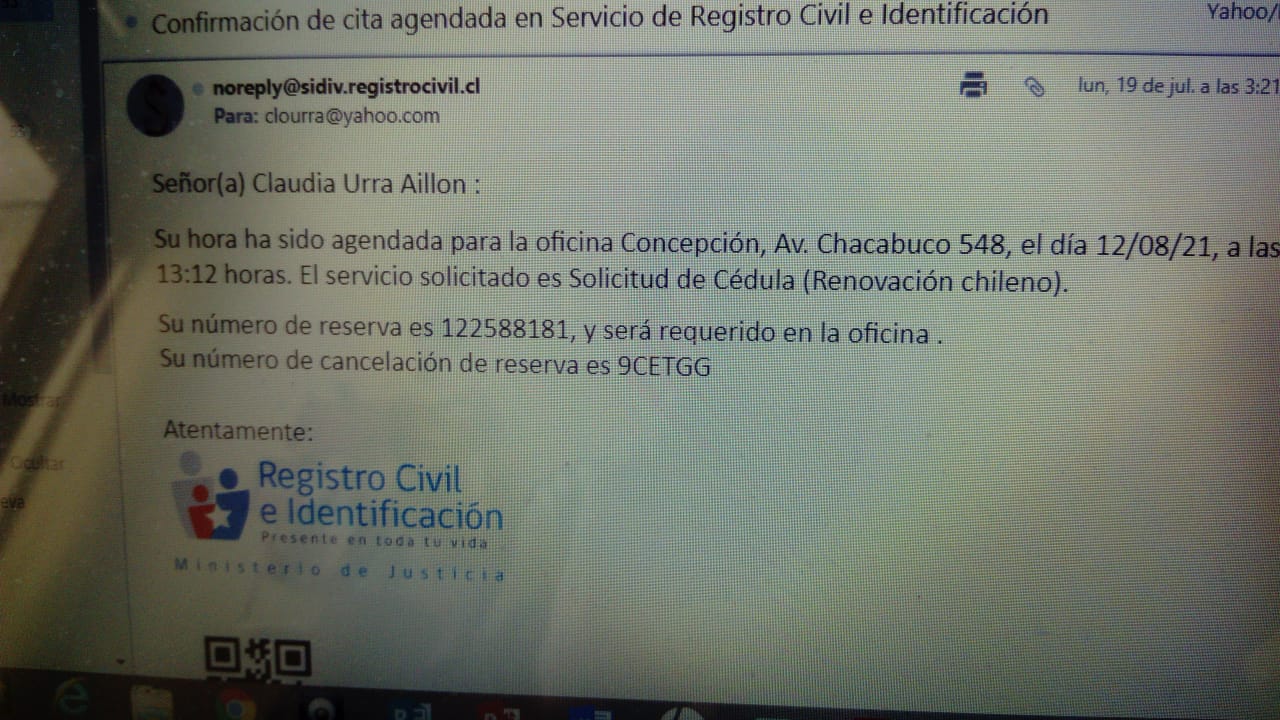 Confirmación de cita agendada en Servicio de Registro Civil e Identificación
Yahoo/
noreply@sidiv.registrocivil.cl
lun, 19 de jul. a las 3:21
Para: clourra@yahoo.com
Señor(a) Claudia Urra Aillon :
Su hora ha sido agendada para la oficina Concepción, Av. Chacabuco 548, el día 12/08/21, a las
13:12 horas. El servicio solicitado es Solicitud de Cédula (Renovación chileno).
Su número de reserva es 122588181, y será requerido en la oficina .
Su número de cancelación de reserva es 9CETGG
Mostrar
Atentamente:
Ocultar
eva
Registro Civil
e Identificación
Presente en toda tu vida
Ministerio de Justicia